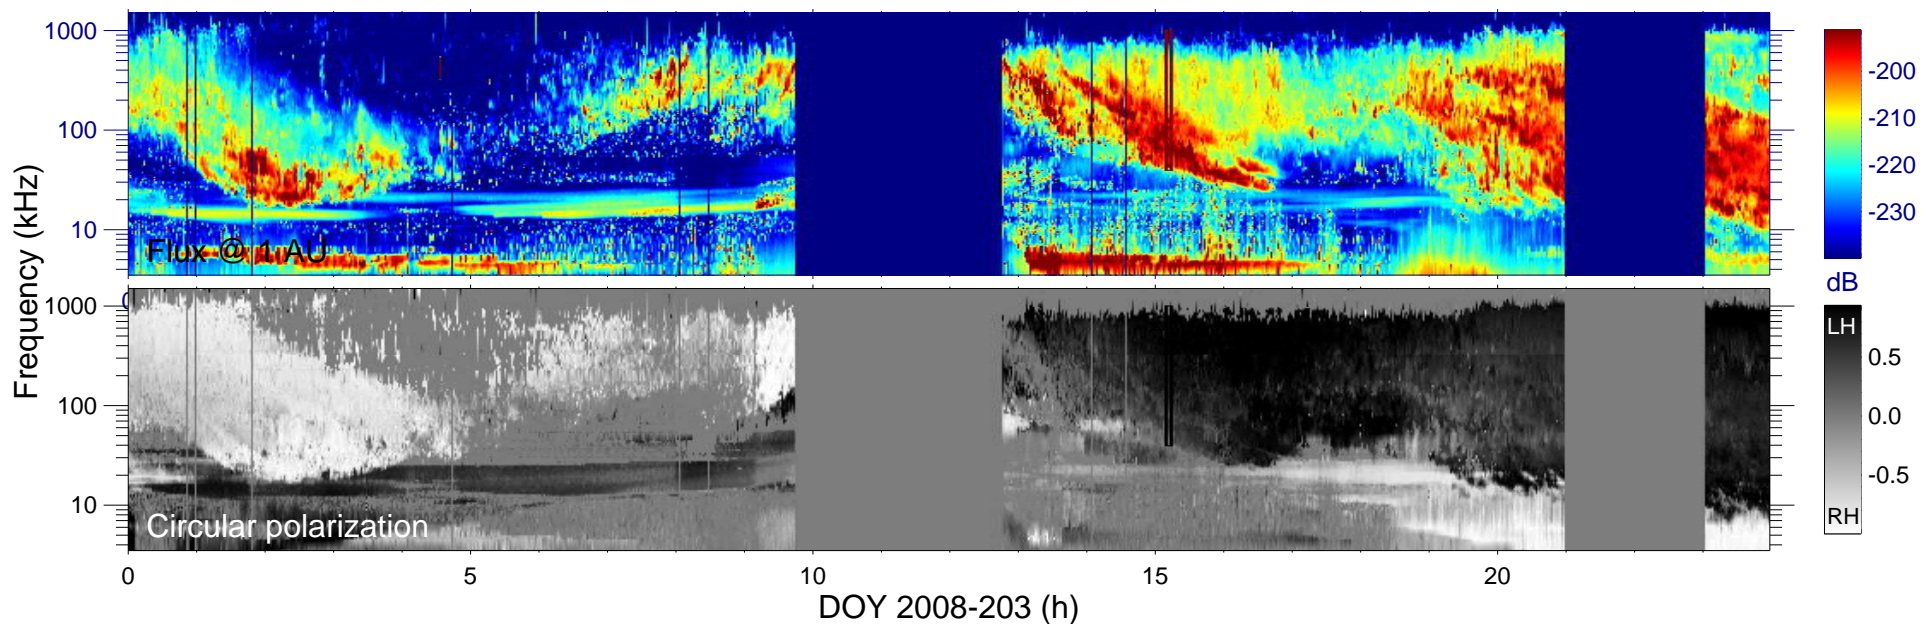 1000
100
10
Flux @ 1 AU
0
-200
-210
-220
-230
dB
Frequency (kHz)
1000
100
10
Circular polarization
LH
0.5
0.0
-0.5
RH
0 5 10 15 20
DOY 2008-203 (h)